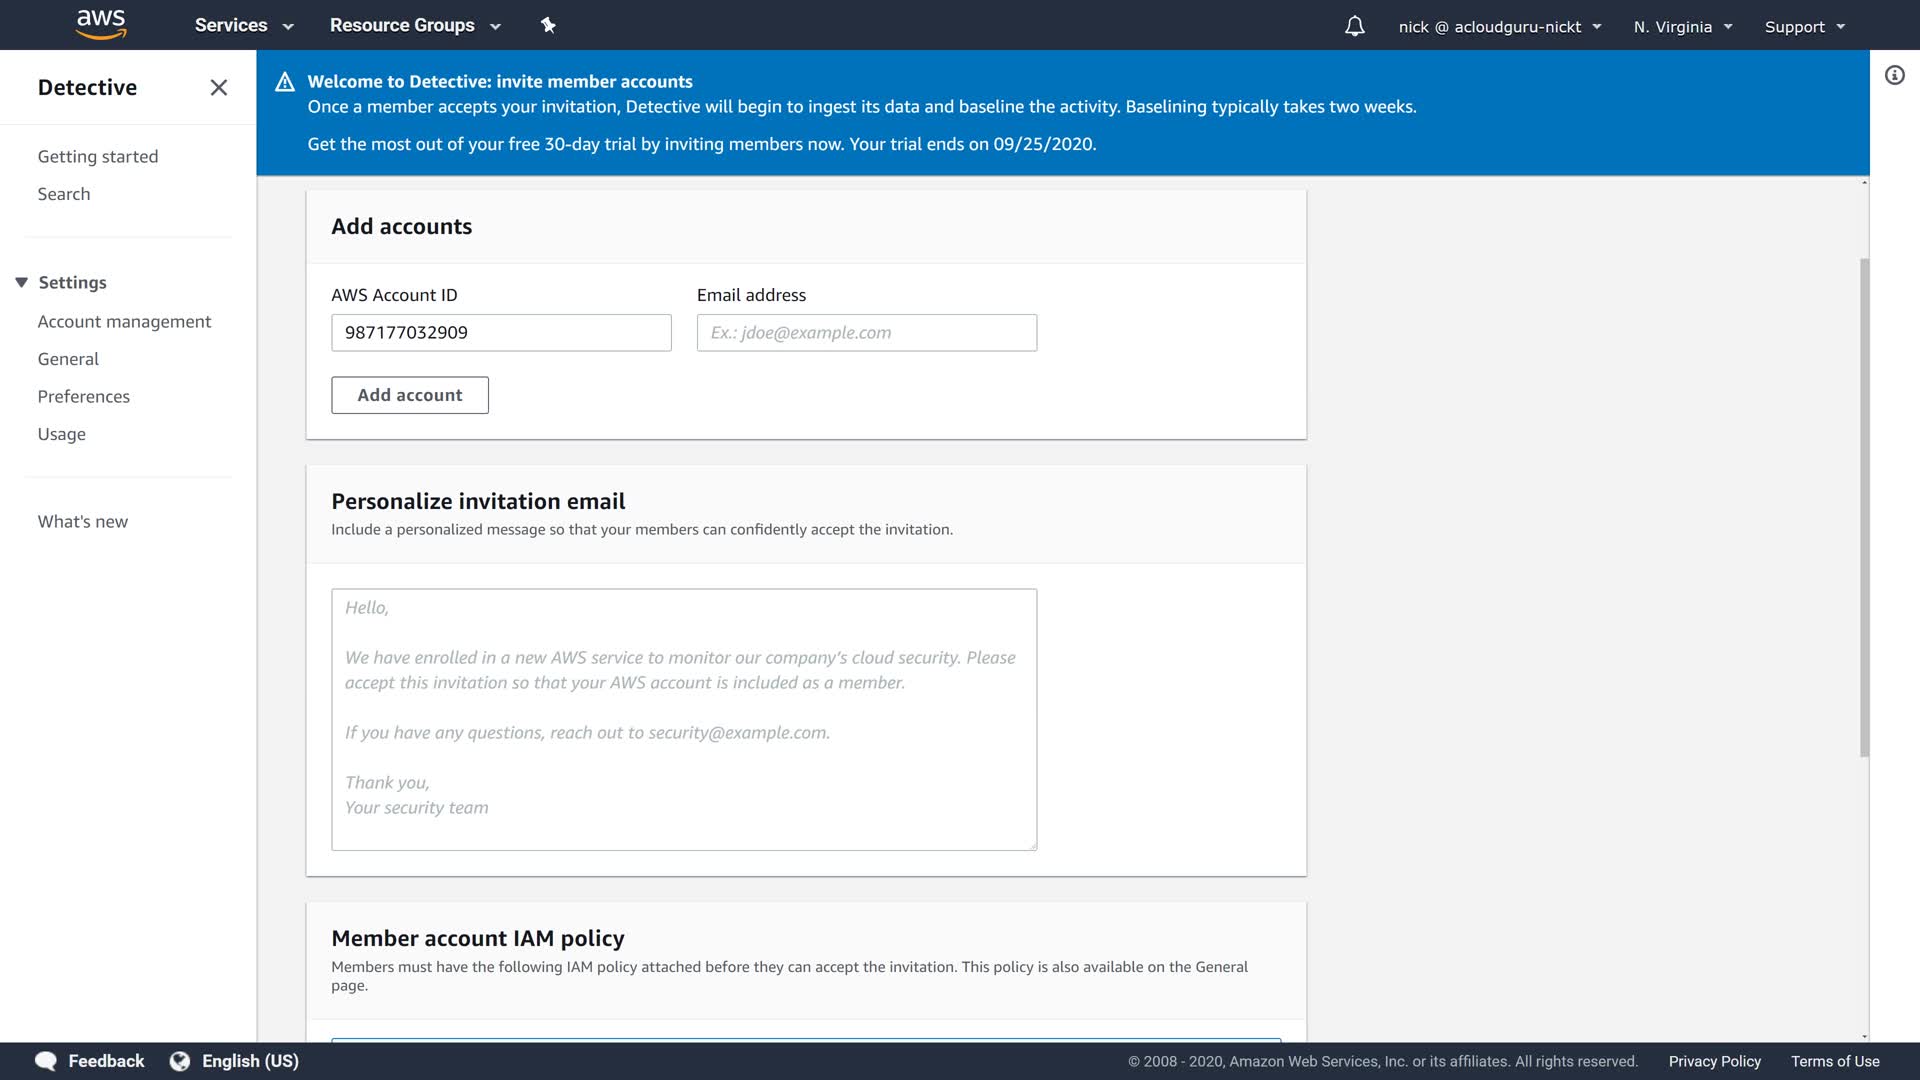 aws
Services
Resource Groups
nick @ acloudguru-nickt
N. Virginia
Support
Detective
Getting started
Search
Settings
Account management
General
Preferences
Usage
What's new
Welcome to Detective: invite member accounts
Once a member accepts your invitation, Detective will begin to ingest its data and baseline the activity. Baselining typically takes two weeks.
Get the most out of your free 30-day trial by inviting members now. Your trial ends on 09/25/2020.
Add accounts
AWS Account ID
Email address
987177032909
Ex.: jdoe@example.com
Add account
Personalize invitation email
Include a personalized message so that your members can confidently accept the invitation.
Hello,
We have enrolled in a new AWS service to monitor our company's cloud security. Please
accept this invitation so that your AWS account is included as a member.
If you have any questions, reach out to security@example.com.
Thank you,
Your security team
Member account IAM policy
Members must have the following IAM policy attached before they can accept the invitation. This policy is also available on the General
page.
Feedback
English (US)
© 2008 - 2020, Amazon Web Services, Inc. or its affiliates. All rights reserved.
Privacy Policy
Terms of Use